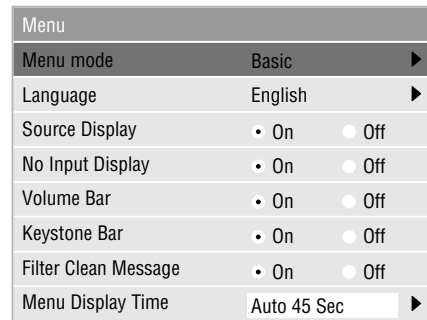 Menu
Menu mode Basic
Language English
Source Display On Off
No Input Display On Off
Volume Bar On Off
Keystone Bar On Off
Filter Clean Message On Off
Menu Display Time Auto 45 Sec